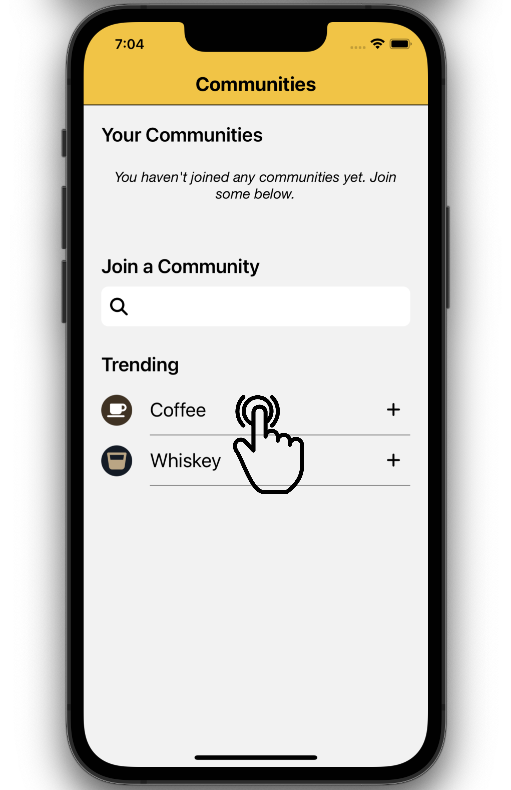 7:04
Communities
Your Communities
You haven't joined any communities yet. Join
some below.
Join a Community
Trending
Coffee
+
Whiskey
+